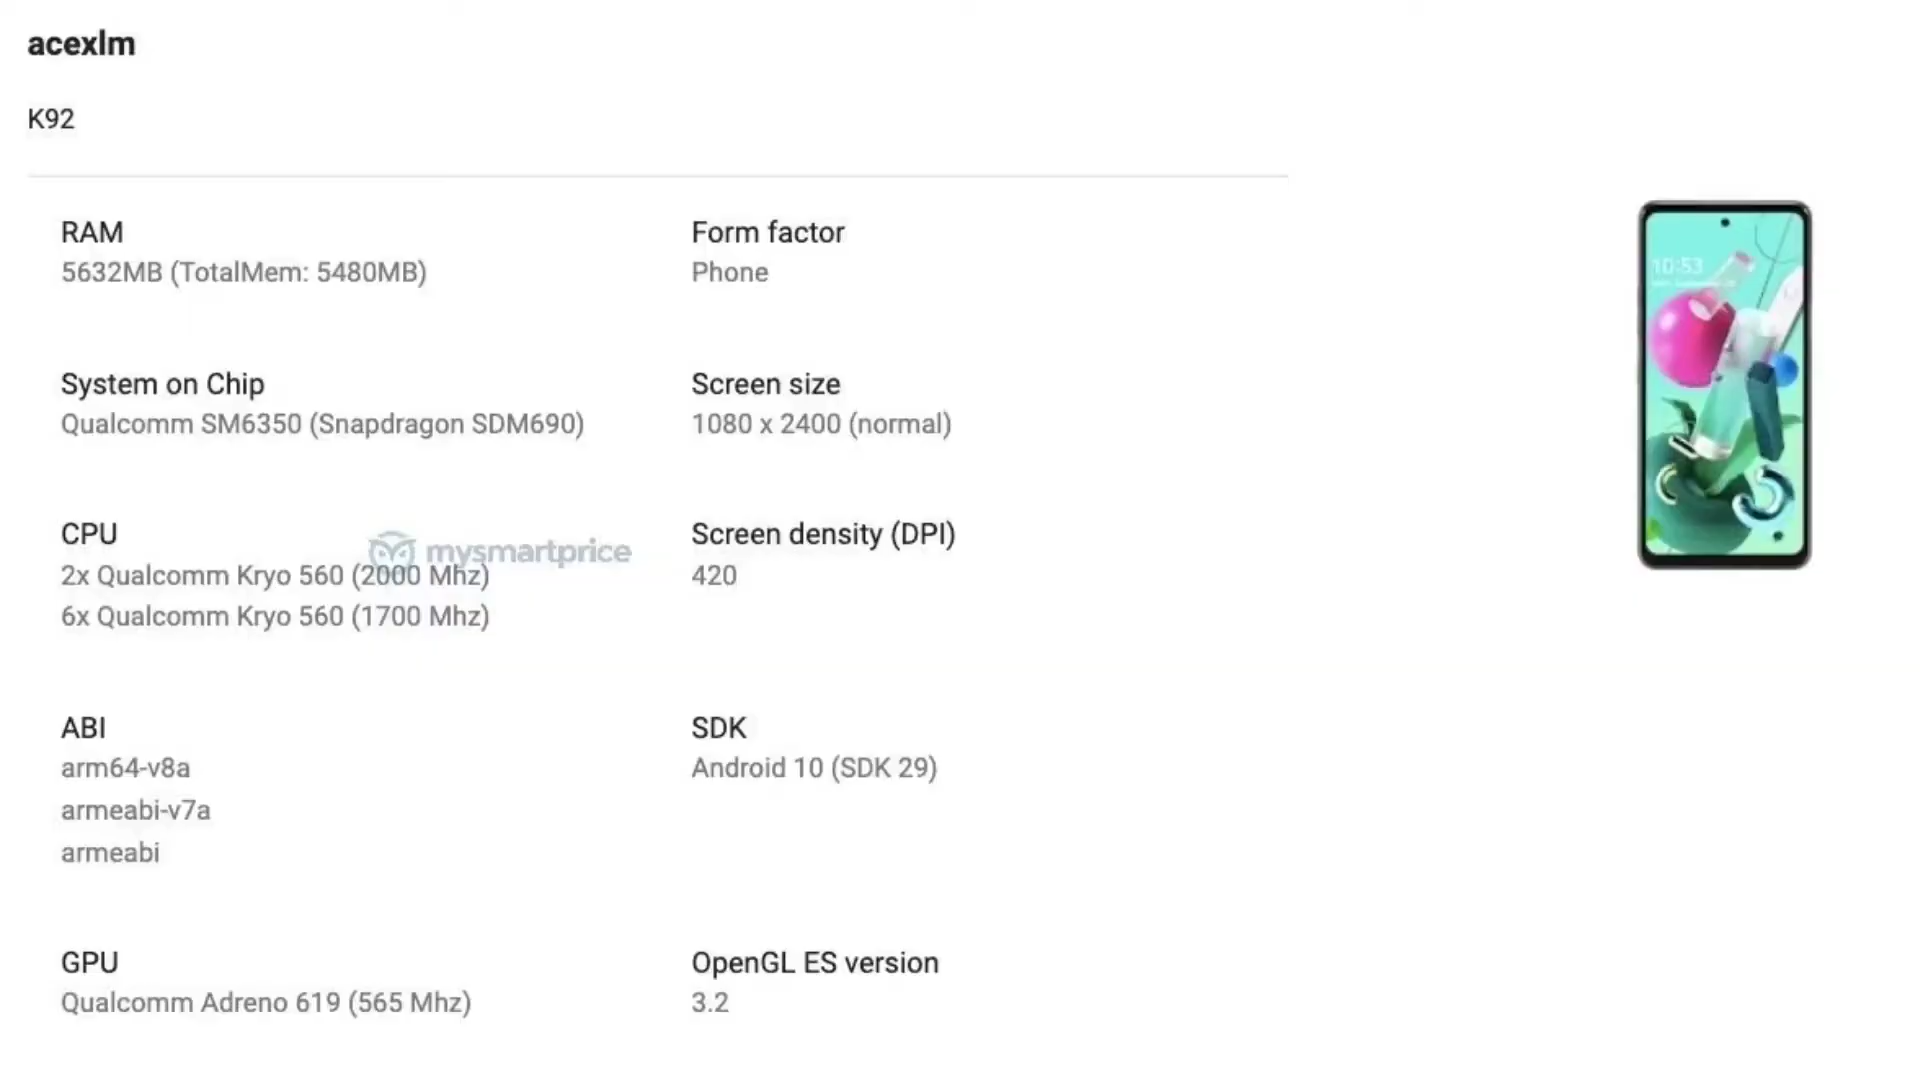 acexlm
K92
RAM
5632MB (TotalMem: 5480MB)
Form factor
Phone
System on Chip
Qualcomm SM6350 (Snapdragon SDM690)
Screen size
1080 x 2400 (normal)
CPU
2x Qualcomm Kryo 560 (2000 Mhz)
6x Qualcomm Kryo 560 (1700 Mhz)
mysmartprice
Screen density (DPI)
420
ABI
arm64-v8a
armeabi-v7a
armeabi
SDK
Android 10 (SDK 29)
GPU
Qualcomm Adreno 619 (565 Mhz)
OpenGL ES version
3.2
10:53